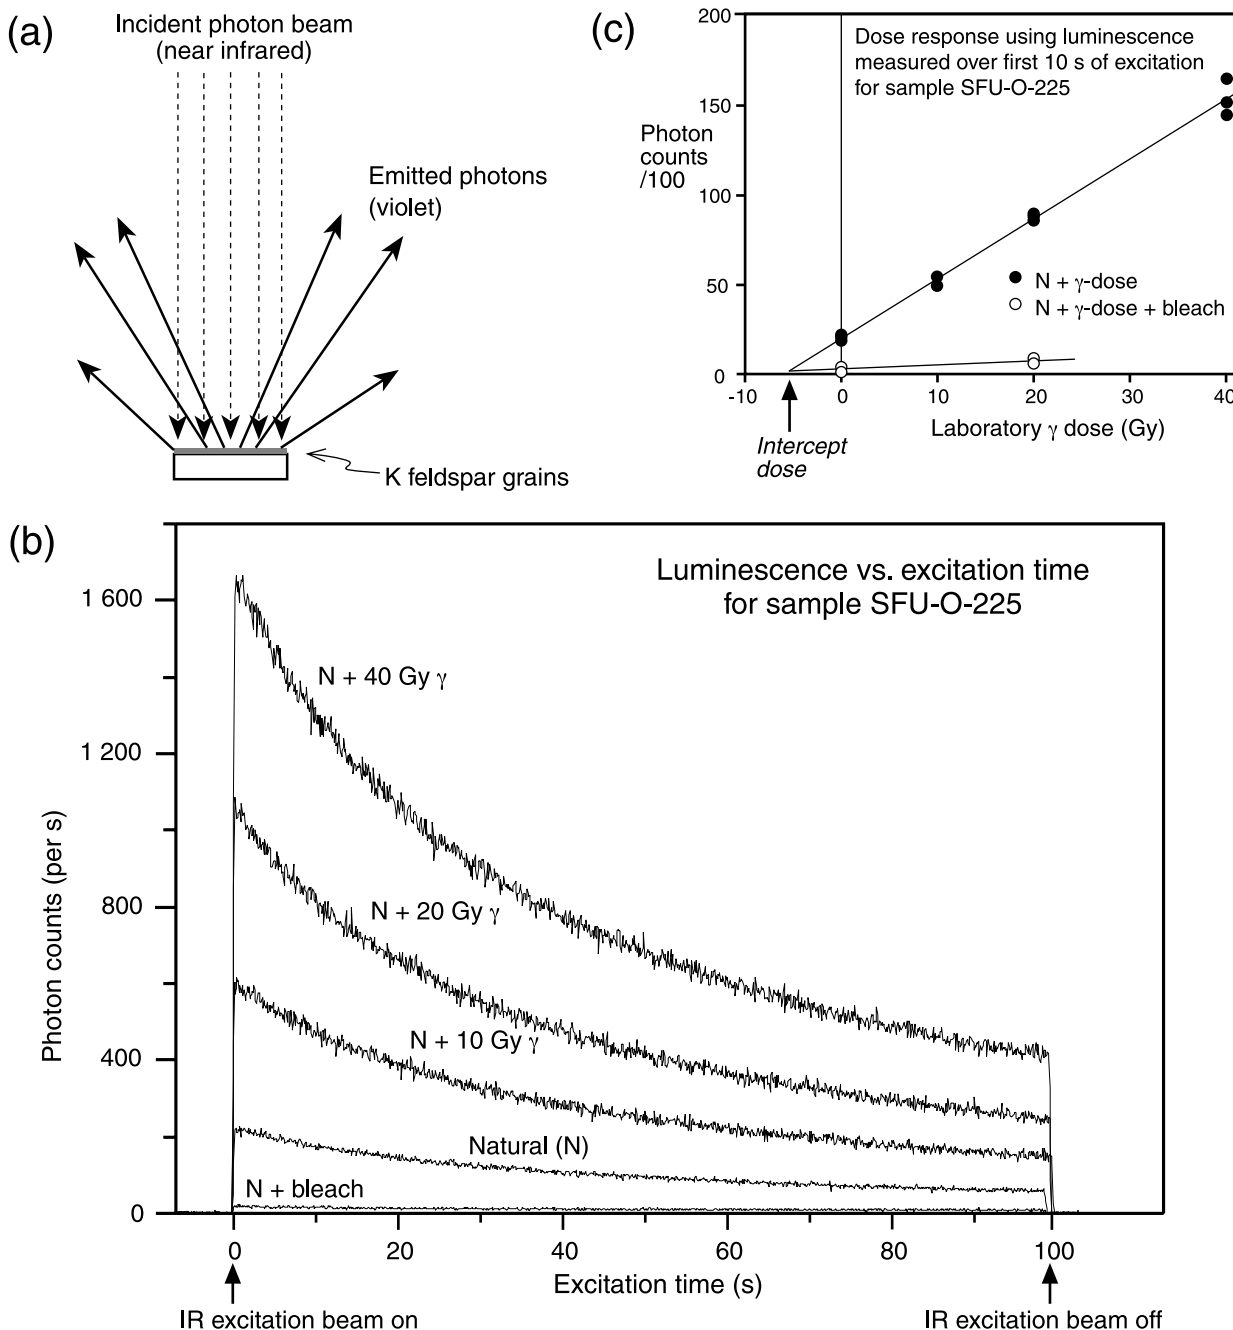 (a)
Incident photon beam
(near infrared)
Emitted photons
(violet)
K feldspar grains
(c)
200
150
100
50
0
Photon
counts
/100
Dose response using luminescence
measured over first 10 s of excitation
for sample SFU-O-225
N + γ-dose
N + γ-dose + bleach
-10
0
10
20
30
40
Laboratory γ dose (Gy)
Intercept
dose
(b)
Luminescence vs. excitation time
for sample SFU-O-225
1 600
1 200
800
400
0
Photon counts (per s)
N + 40 Gy γ
N + 20 Gy γ
N + 10 Gy γ
Natural (N)
N + bleach
0
20
40
60
80
100
Excitation time (s)
IR excitation beam on
IR excitation beam off